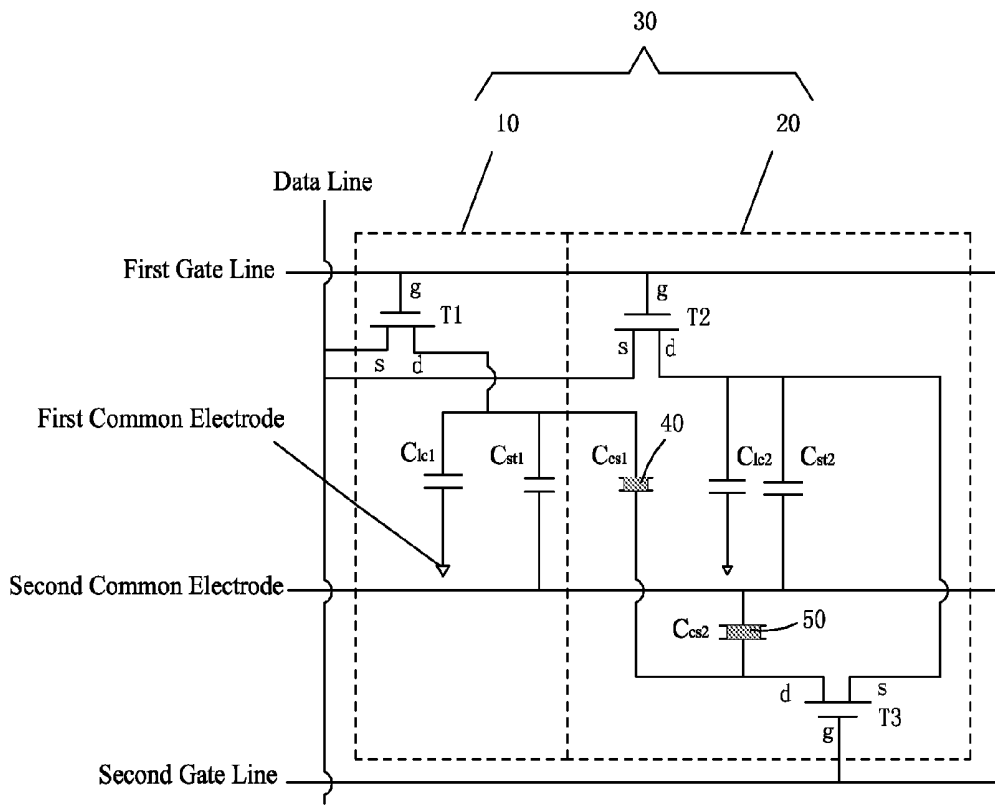 30
10
20
Data Line
First Gate Line
g
T1
g
T2
s
d
s
d
First Common Electrode
40
Clc1
Cst1
Ccs1
Clc2
Cst2
Second Common Electrode
Ccs2
50
d
s
T3
g
Second Gate Line